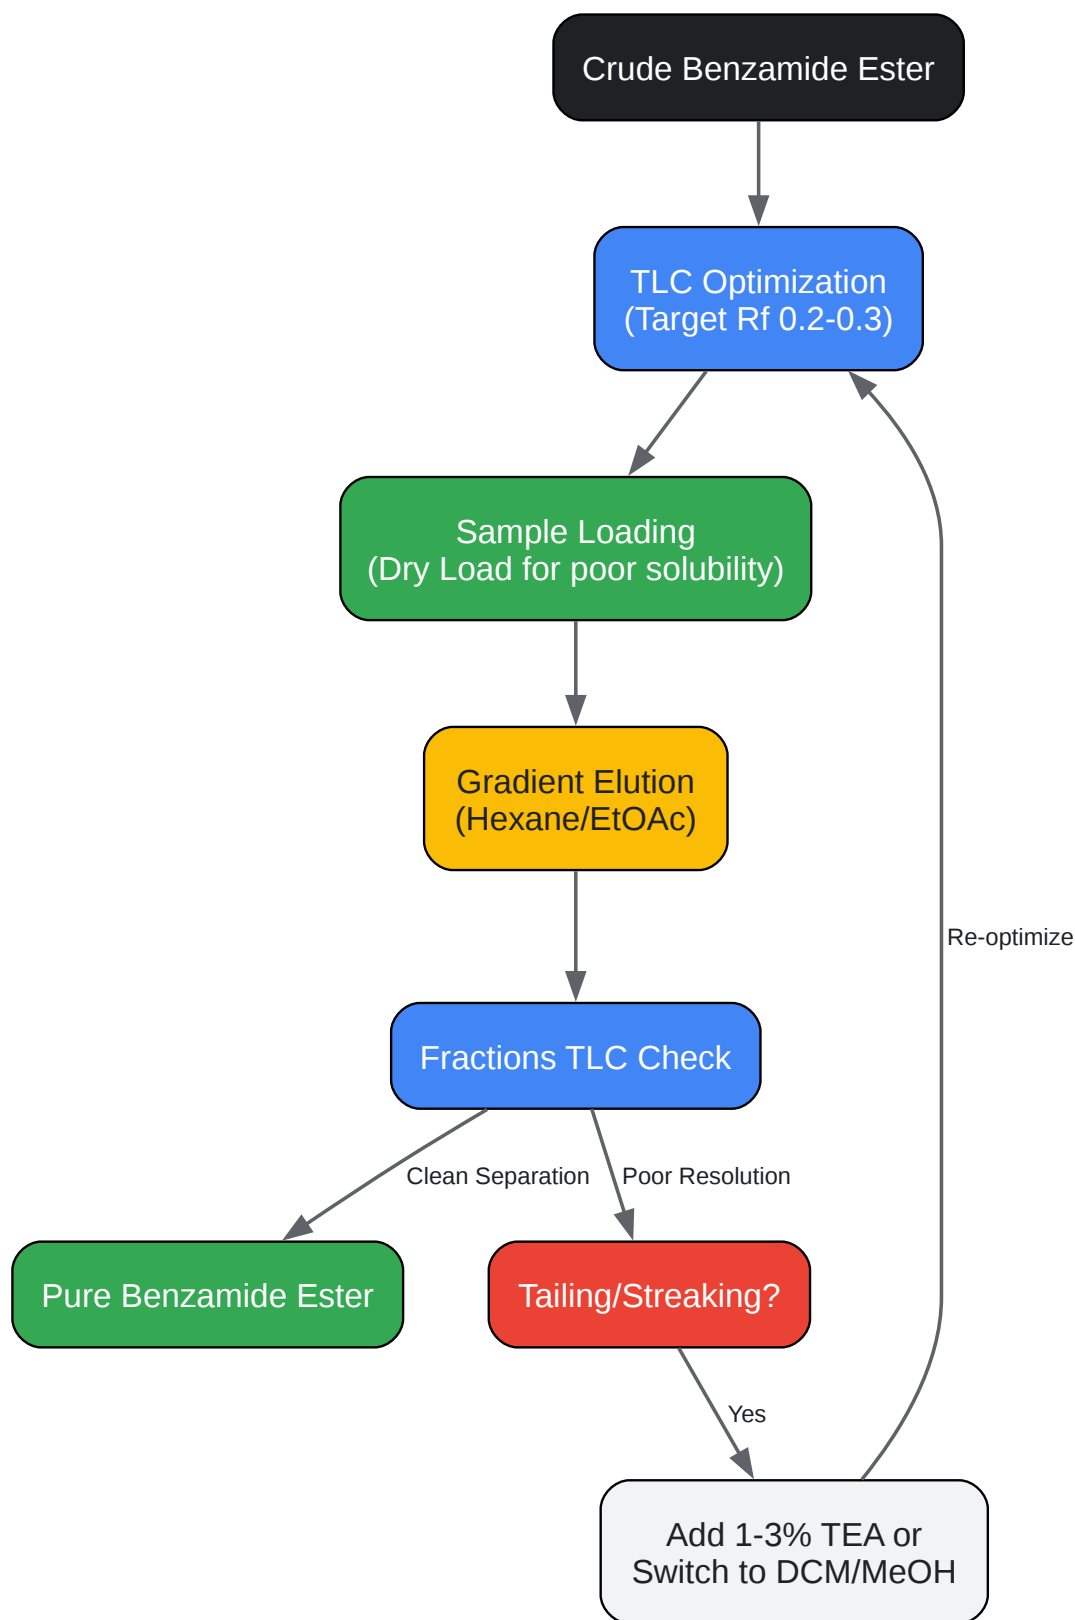 Crude Benzamide Ester
TLC Optimization
(Target Rf 0.2-0.3)
Sample Loading
(Dry Load for poor solubility)
Gradient Elution
(Hexane/EtOAc)
Re-optimize
Fractions TLC Check
Clean Separation
Poor Resolution
Pure Benzamide Ester
Tailing/Streaking?
Yes
Add 1-3% TEA or
Switch to DCM/MeOH